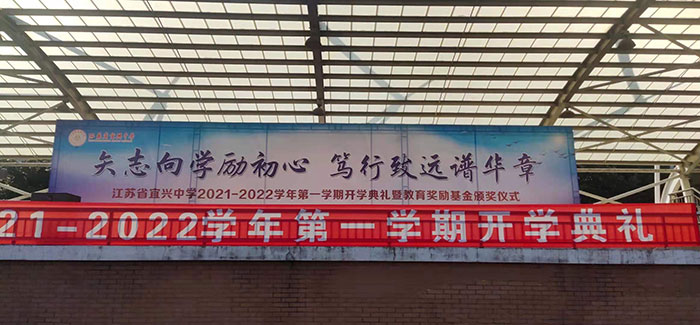 矢志向学励初心 笃行致远谱华章
江苏省宜兴中学2021-2022学年第一学期开学典礼暨教育奖励基金颁奖仪式
21-2022学年第一学期开学典礼